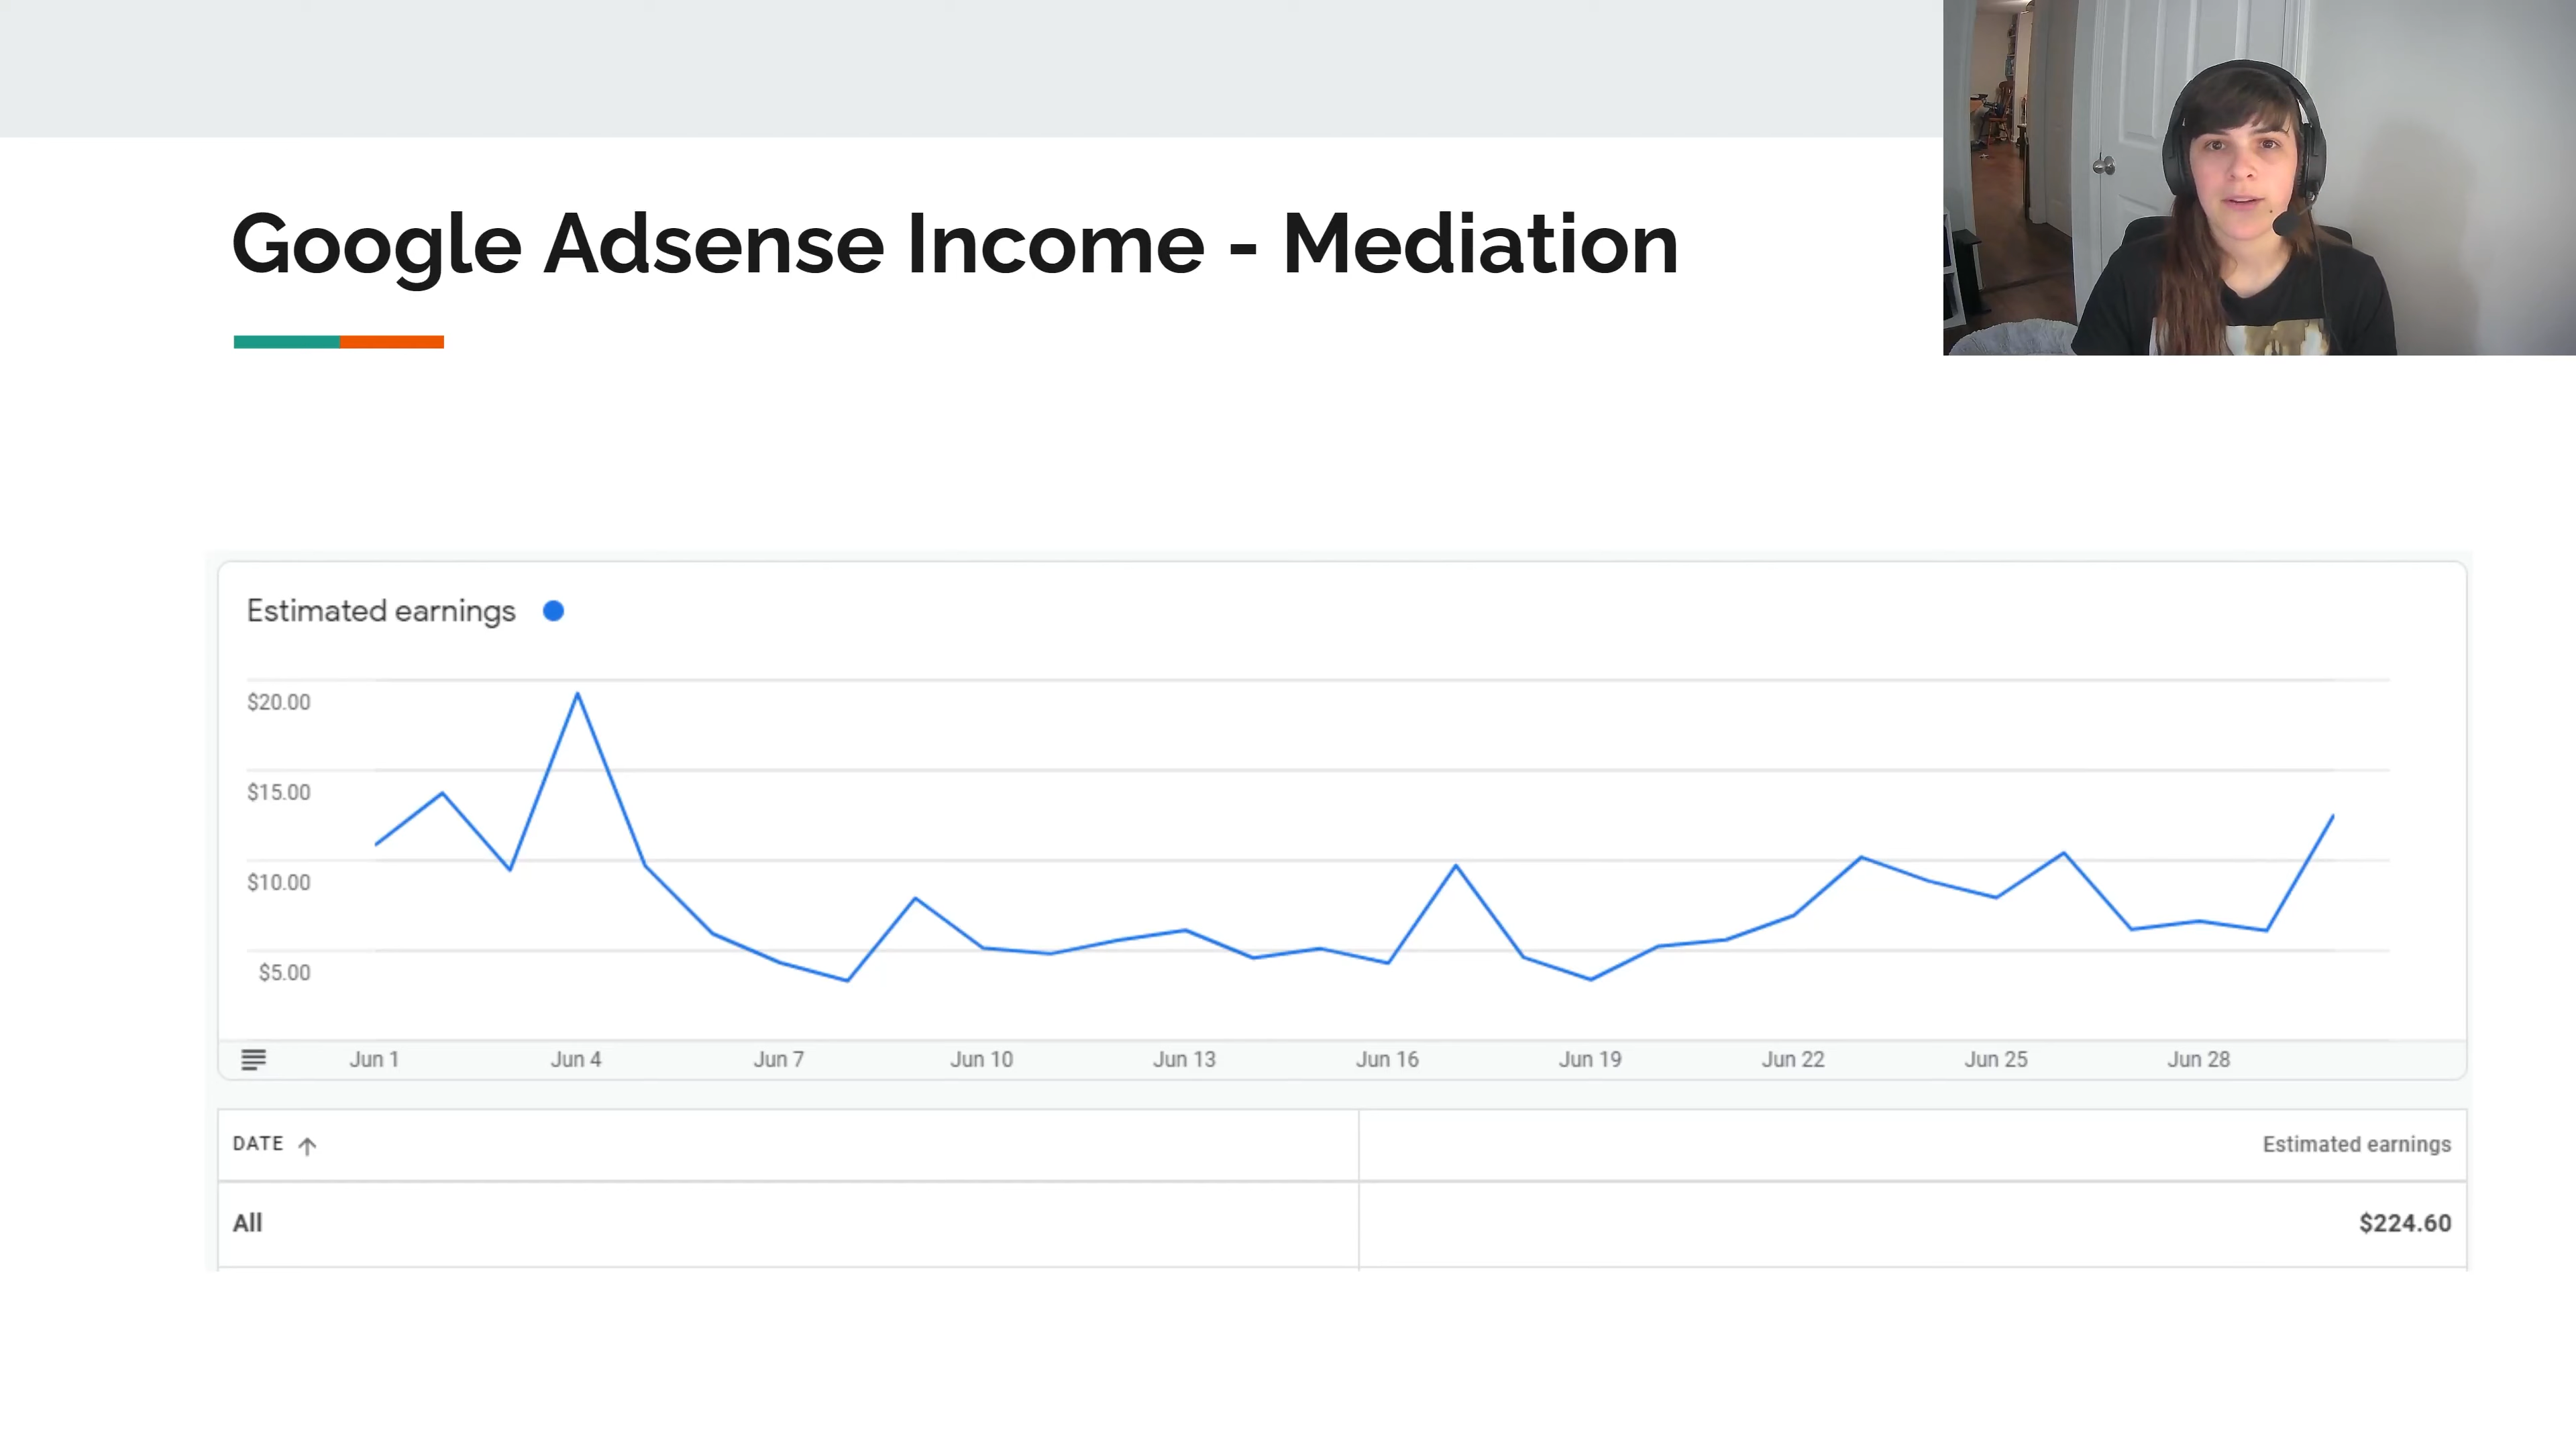 Google Adsense Income - Mediation
Estimated earnings
$20.00
$15.00
$10.00
$5.00
Jun 1 Jun 4 Jun 7 Jun 10 Jun 13 Jun 16 Jun 19 Jun 22 Jun 25 Jun 28
DATE Estimated earnings
All $224.60